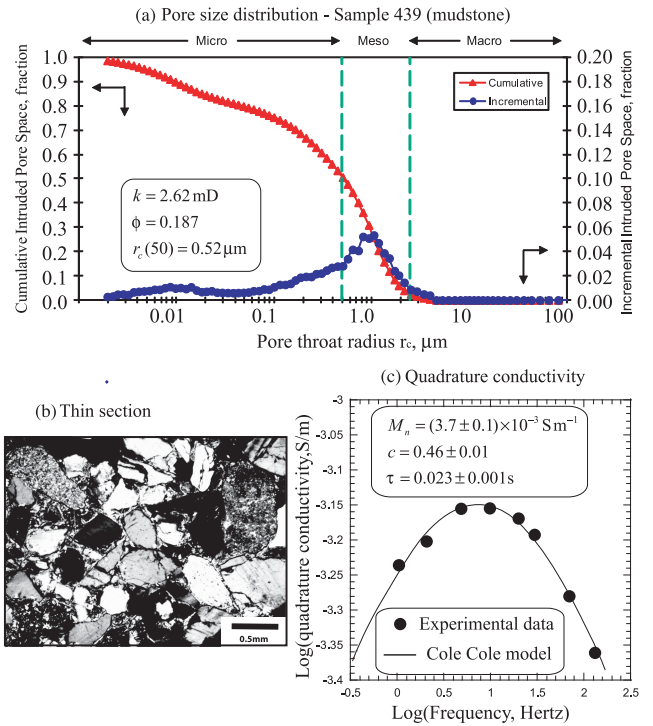 (a) Pore size distribution - Sample 439 (mudstone)
Micro Meso Macro
Cumulative Intruded Pore Space, fraction
1.0
0.9
0.8
0.7
0.6
0.5
0.4
0.3
0.2
0.1
0.0
Cumulative
Incremental
k = 2.62 mD
ϕ = 0.187
r_c(50) = 0.52 μm
0.20
0.18
0.16
0.14
0.12
0.10
0.08
0.06
0.04
0.02
0.00
Incremental Intruded Pore Space, fraction
0.01 0.1 1.0 10 100
Pore throat radius r_c, μm
(b) Thin section
0.5mm
(c) Quadrature conductivity
Log(quadrature conductivity,S/m)
-3
-3.05
-3.1
-3.15
-3.2
-3.25
-3.3
-3.35
-3.4
M_n = (3.7±0.1)×10⁻³ S m⁻¹
c = 0.46±0.01
τ = 0.023±0.001s
Experimental data
Cole Cole model
-0.5 0 0.5 1 1.5 2 2.5
Log(Frequency, Hertz)